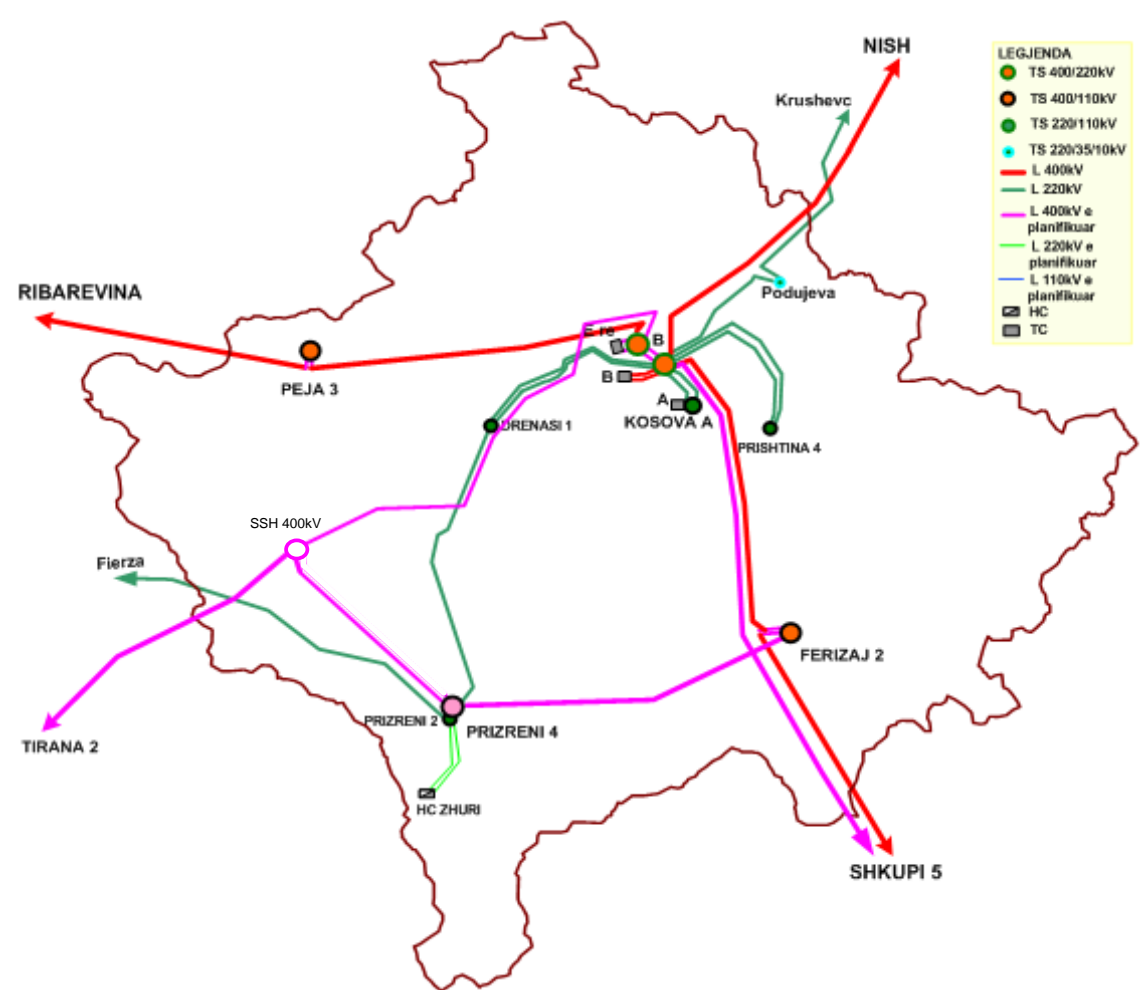 NISH
LEGJENDA
TS 400/220kV
TS 400/110kV
TS 220/110kV
TS 220/35/10kV
L 400kV
L 220kV
L 400kV e
planifikuar
L 220kV e
planifikuar
L 110kV e
planifikuar
HC
TC
Krushevc
RIBAREVINA
Podujeva
E re
B
PEJA 3
B
A
KOSOVA A
DRENASI 1
PRISHTINA 4
SSH 400kV
Fierza
FERIZAJ 2
PRIZRENI 2
PRIZRENI 4
TIRANA 2
HC ZHURI
SHKUPI 5